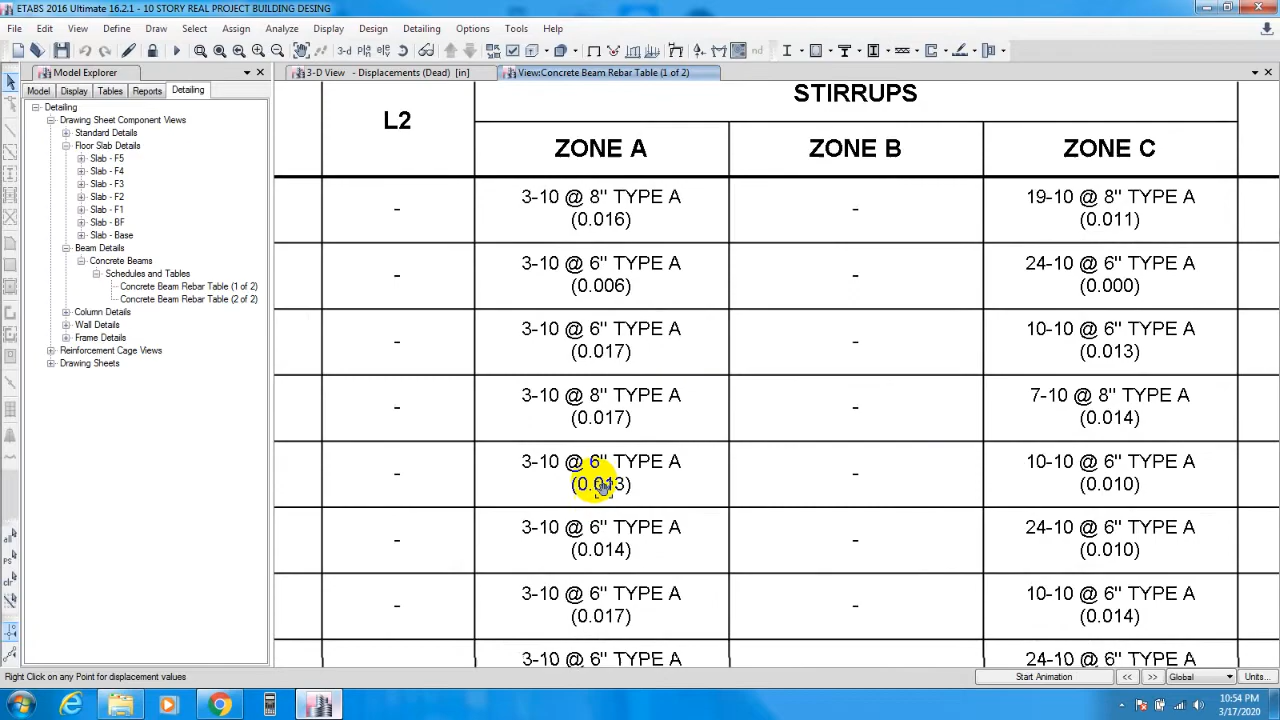 ETABS 2016 Ultimate 16.2.1 - 10 STORY REAL PROJECT BUILDING DESING
File Edit View Define Draw Select Assign Analyze Display Design Detailing Options Tools Help
3-d
nd
Model Explorer
3-D View - Displacements (Dead) [in]
View:Concrete Beam Rebar Table (1 of 2)
Model Display Tables Reports Detailing
Detailing
Drawing Sheet Component Views
Standard Details
Floor Slab Details
Slab - F5
Slab - F4
Slab - F3
Slab - F2
Slab - F1
Slab - BF
Slab - Base
Beam Details
Concrete Beams
Schedules and Tables
Concrete Beam Rebar Table (1 of 2)
Concrete Beam Rebar Table (2 of 2)
Column Details
Wall Details
Frame Details
Reinforcement Cage Views
Drawing Sheets
all
PS
clr
L2
STIRRUPS
ZONE A ZONE B ZONE C
- 3-10 @ 8" TYPE A - 19-10 @ 8" TYPE A
(0.016) (0.011)
- 3-10 @ 6" TYPE A - 24-10 @ 6" TYPE A
(0.006) (0.000)
- 3-10 @ 6" TYPE A - 10-10 @ 6" TYPE A
(0.017) (0.013)
- 3-10 @ 8" TYPE A - 7-10 @ 8" TYPE A
(0.017) (0.014)
- 3-10 @ 6" TYPE A - 10-10 @ 6" TYPE A
(0.013) (0.010)
- 3-10 @ 6" TYPE A - 24-10 @ 6" TYPE A
(0.014) (0.010)
- 3-10 @ 6" TYPE A - 10-10 @ 6" TYPE A
(0.017) (0.014)
3-10 @ 6" TYPE A 24-10 @ 6" TYPE A
Right Click on any Point for displacement values
Start Animation << >> Global Units...
10:54 PM
3/17/2020